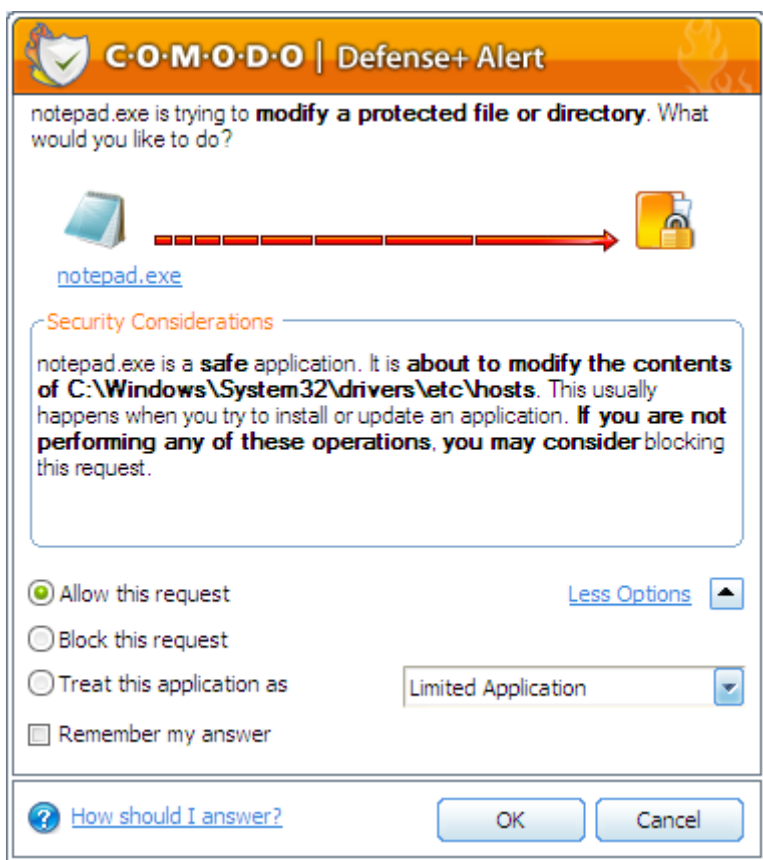 C·O·M·O·D·O | Defense+ Alert
notepad.exe is trying to modify a protected file or directory. What
would you like to do?
notepad.exe
Security Considerations
notepad.exe is a safe application. It is about to modify the contents
of C:\Windows\System32\drivers\etc\hosts. This usually
happens when you try to install or update an application. If you are not
performing any of these operations, you may consider blocking
this request.
Allow this request
Less Options
Block this request
Treat this application as
Limited Application
Remember my answer
How should I answer?
OK
Cancel